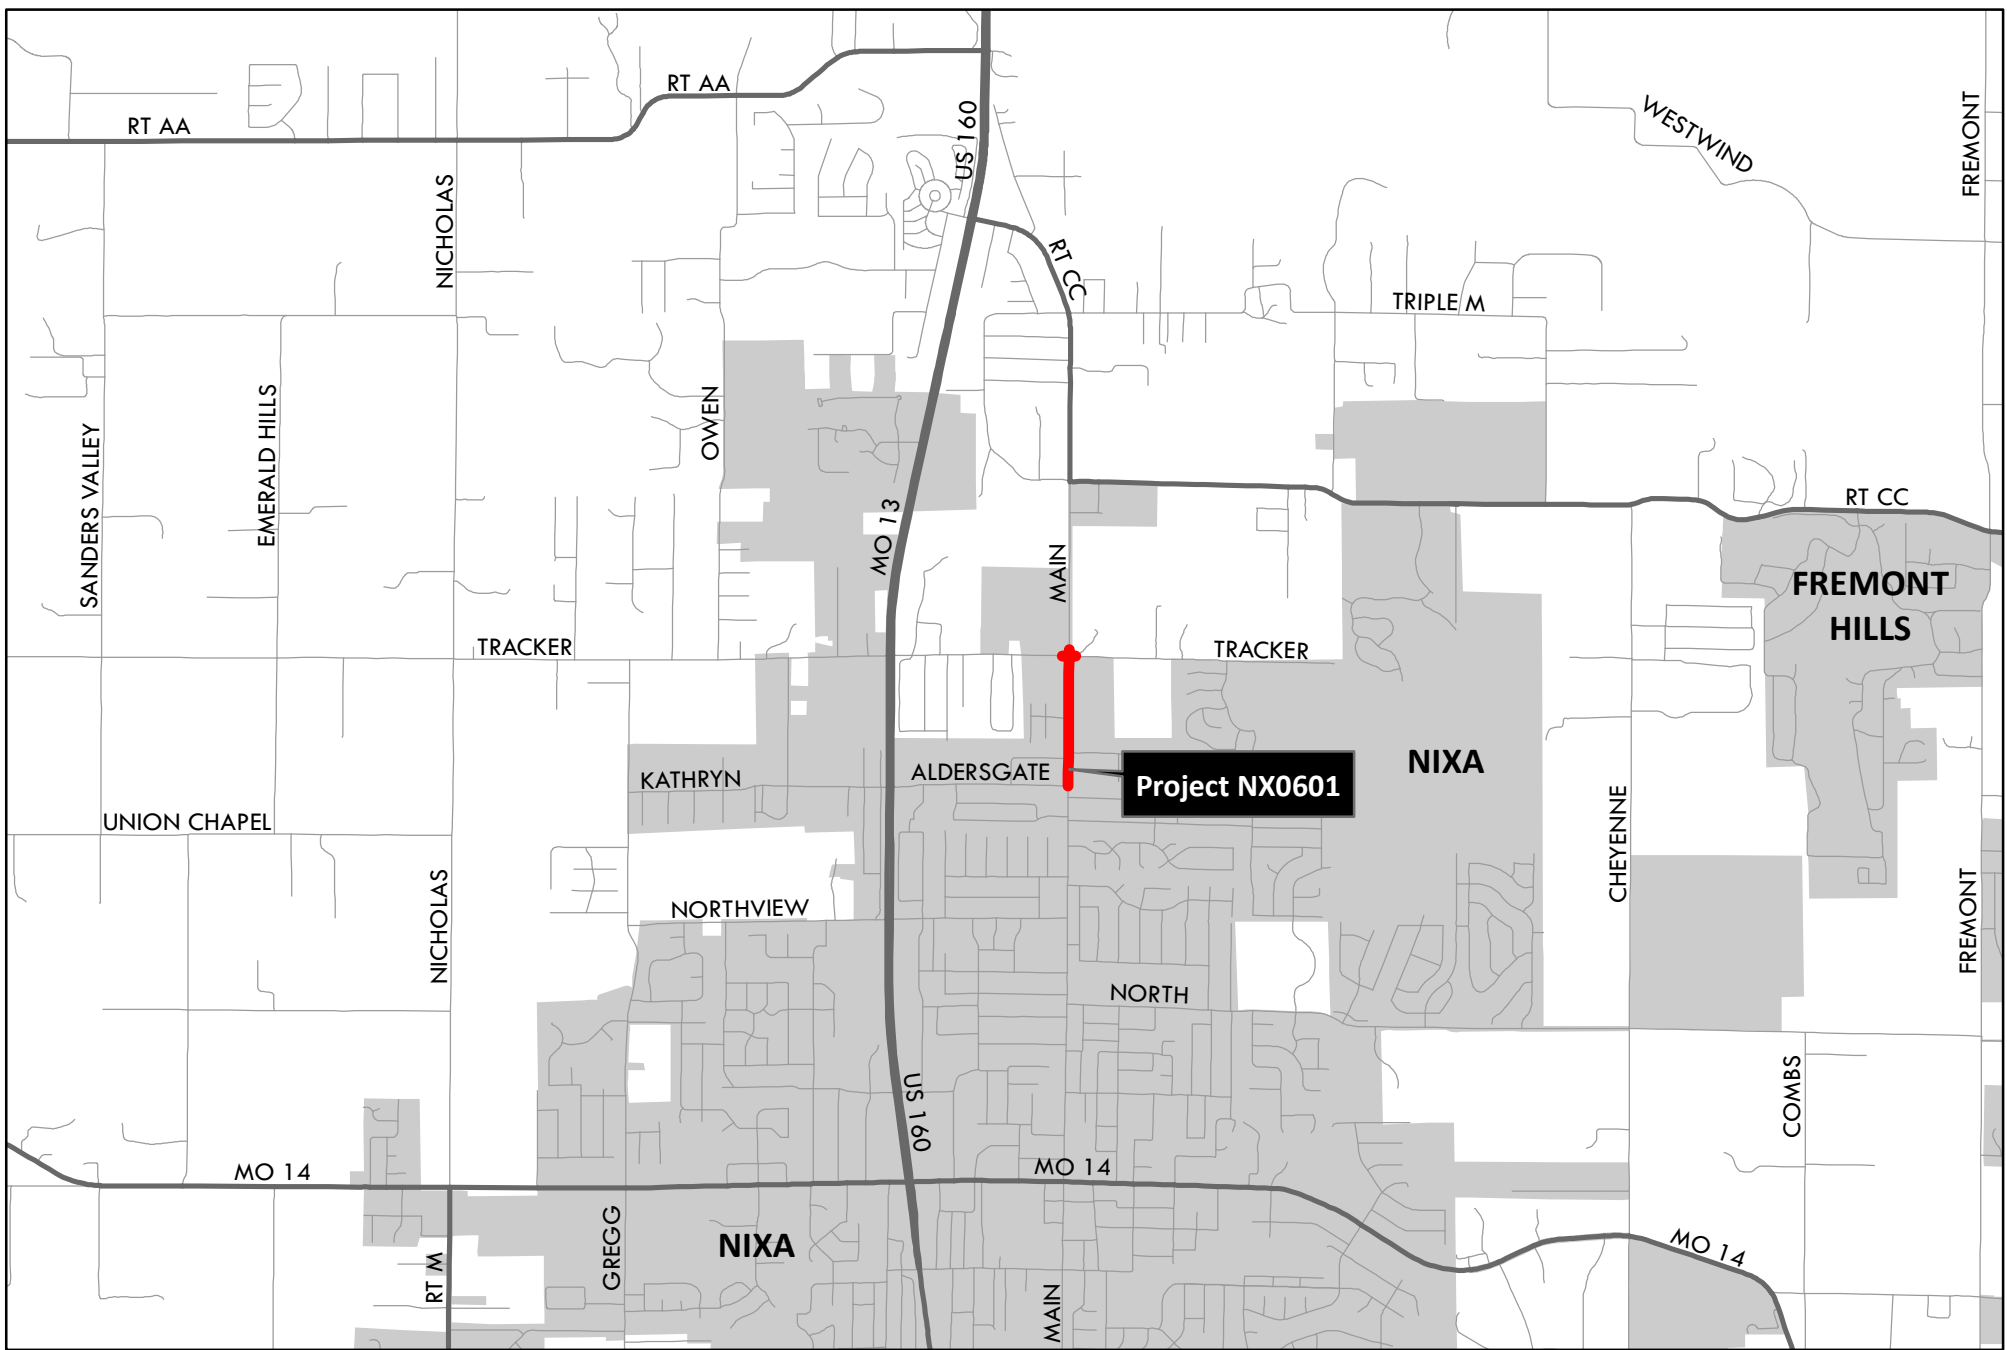 RT AA
RT AA
US 160
WESTWIND
FREMONT
NICHOLAS
RT CC
TRIPLE M
OWEN
EMERALD HILLS
SANDERS VALLEY
MO 13
RT CC
MAIN
FREMONT
HILLS
TRACKER
TRACKER
KATHRYN
ALDERSGATE
Project NX0601
NIXA
UNION CHAPEL
CHEYENNE
NICHOLAS
NORTHVIEW
FREMONT
NORTH
US 160
COMBS
MO 14
MO 14
GREGG
NIXA
RT M
MAIN
MO 14